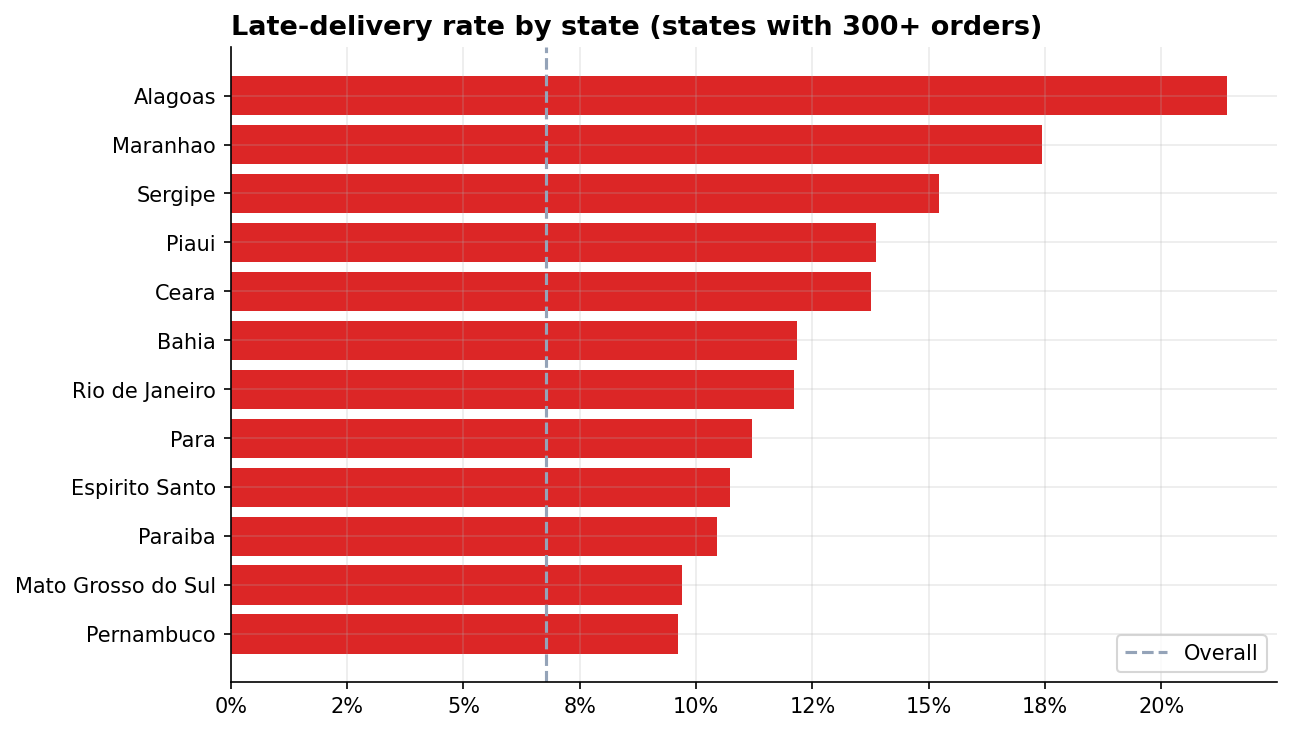 Late-delivery rate by state (states with 300+ orders)
Alagoas
Maranhao
Sergipe
Piaui
Ceara
Bahia
Rio de Janeiro
Para
Espirito Santo
Paraiba
Mato Grosso do Sul
Pernambuco
Overall
0% 2% 5% 8% 10% 12% 15% 18% 20%